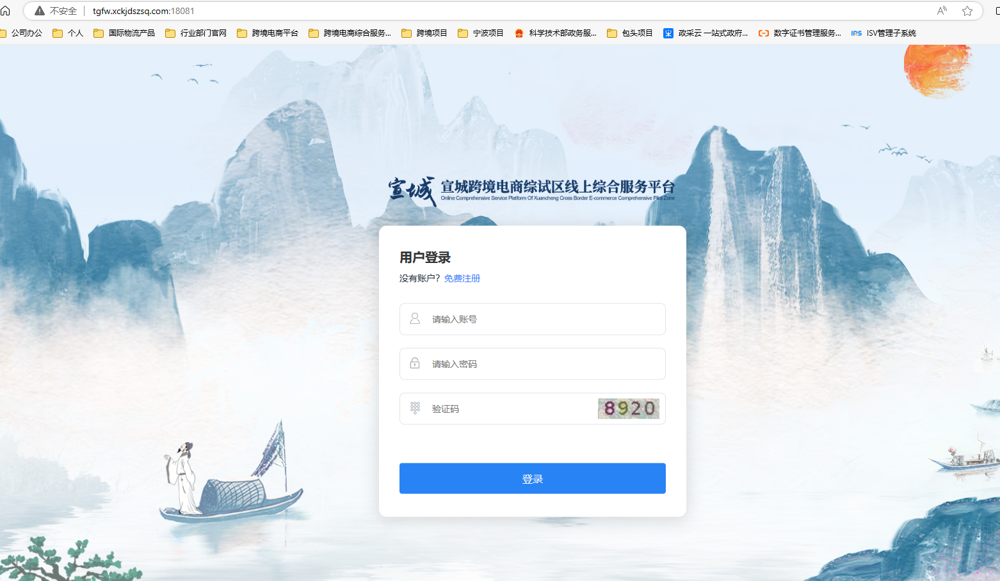 不安全 tgfw.xckjdszsq.com:18081
公司办公 个人 国际物流产品 行业部门官网 跨境电商平台 跨境电商综合服务... 跨境项目 宁波项目 科学技术部政务服... 包头项目 政采云 一站式政府... 数字证书管理服务... IRS ISV管理子系统
宣城 宣城跨境电商综试区线上综合服务平台
Online Comprehensive Service Platform Of Xuancheng Cross Border E-commerce Comprehensive Pilot Zone
用户登录
没有账户？免费注册
请输入账号
请输入密码
验证码 8920
登录